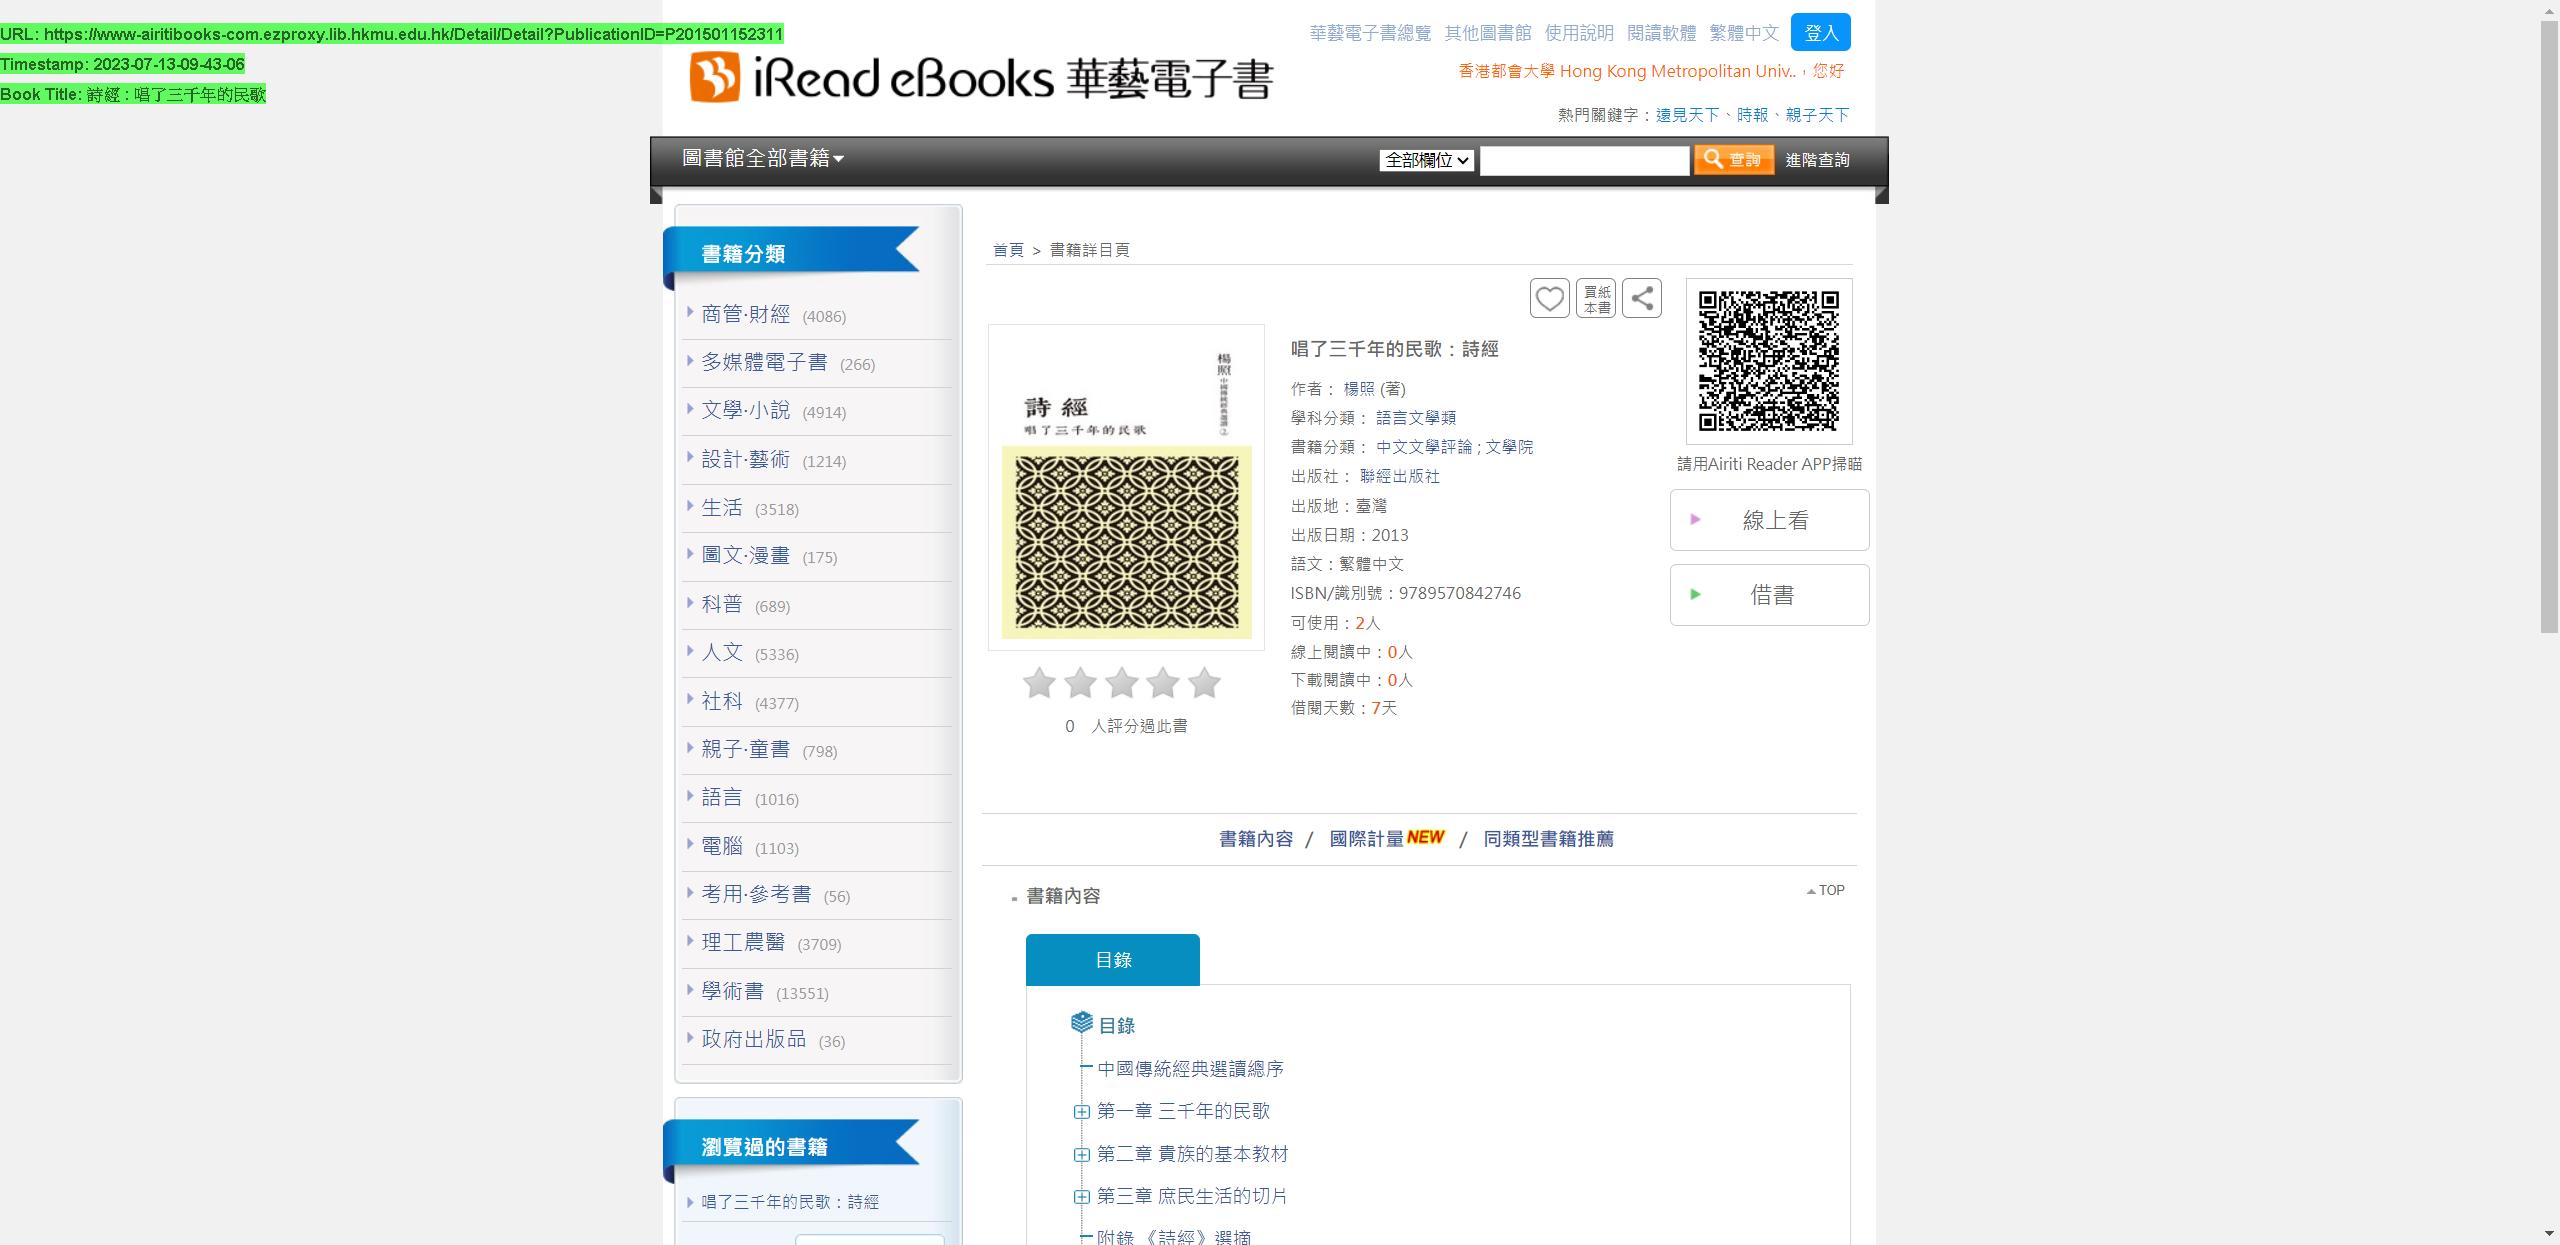 URL: https://www-airitibooks-com.ezproxy.lib.hkmu.edu.hk/Detail/Detail?PublicationID=P201501152311
Timestamp: 2023-07-13-09-43-06
Book Title: 詩經 : 唱了三千年的民歌
華藝電子書總覽 其他圖書館 使用說明 閱讀軟體 繁體中文 登入
iRead eBooks 華藝電子書
香港都會大學 Hong Kong Metropolitan Univ..，您好
熱門關鍵字：遠見天下、時報、親子天下
圖書館全部書籍
全部欄位 查詢 進階查詢
書籍分類
商管‧財經 (4086)
多媒體電子書 (266)
文學‧小說 (4914)
設計‧藝術 (1214)
生活 (3518)
圖文‧漫畫 (175)
科普 (689)
人文 (5336)
社科 (4377)
親子‧童書 (798)
語言 (1016)
電腦 (1103)
考用‧參考書 (56)
理工農醫 (3709)
學術書 (13551)
政府出版品 (36)
瀏覽過的書籍
唱了三千年的民歌：詩經
首頁 > 書籍詳目頁
買紙
本書
楊照
中國傳統經典選讀②
詩經
唱了三千年的民歌
0 人評分過此書
唱了三千年的民歌：詩經
作者： 楊照 (著)
學科分類： 語言文學類
書籍分類： 中文文學評論 ; 文學院
出版社： 聯經出版社
出版地：臺灣
出版日期：2013
語文：繁體中文
ISBN/識別號：9789570842746
可使用：2人
線上閱讀中：0人
下載閱讀中：0人
借閱天數：7天
請用Airiti Reader APP掃瞄
線上看
借書
書籍內容 / 國際計量NEW / 同類型書籍推薦
書籍內容
TOP
目錄
目錄
中國傳統經典選讀總序
第一章 三千年的民歌
第二章 貴族的基本教材
第三章 庶民生活的切片
附錄 《詩經》選摘